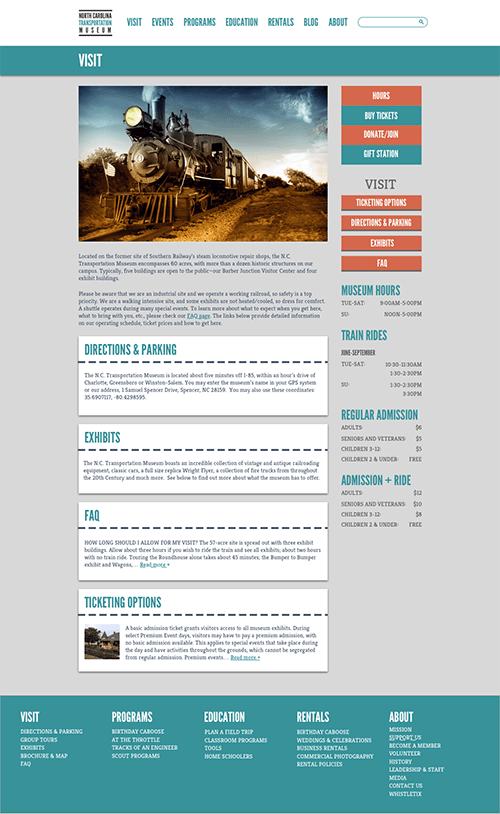 NORTH CAROLINA
TRANSPORTATION
MUSEUM
VISIT EVENTS PROGRAMS EDUCATION RENTALS BLOG ABOUT
VISIT
HOURS
BUY TICKETS
DONATE/JOIN
GIFT STATION
VISIT
TICKETING OPTIONS
DIRECTIONS & PARKING
EXHIBITS
FAQ
Located on the former site of Southern Railway's steam locomotive repair shops, the N.C.
Transportation Museum encompasses 60 acres, with more than a dozen historic structures on our
campus. Typically, five buildings are open to the public—our Barber Junction Visitor Center and four
exhibit buildings.
Please be aware that we are an industrial site and we operate a working railroad, so safety is a top
priority. We are a walking intensive site, and some exhibits are not heated/cooled, so dress for comfort.
A shuttle operates during many special events. To learn more about what to expect when you get here,
what to bring with you, etc., please check our FAQ page. The links below provide detailed information
on our operating schedule, ticket prices and how to get here.
DIRECTIONS & PARKING
The N.C. Transportation Museum is located about five minutes off I-85, within an hour's drive of
Charlotte, Greensboro or Winston-Salem. You may enter the museum's name in your GPS system
or our address, 1 Samuel Spencer Drive, Spencer, NC 28159. You may also use these coordinates:
35.6907117, -80.4298595.
EXHIBITS
The N.C. Transportation Museum boasts an incredible collection of vintage and antique railroading
equipment, classic cars, a full size replica Wright Flyer, a collection of fire trucks from throughout
the 20th Century and much more. See below to find out more about what the museum has to offer.
FAQ
HOW LONG SHOULD I ALLOW FOR MY VISIT? The 57-acre site is spread out with three exhibit
buildings. Allow about three hours if you wish to ride the train and see all exhibits; about two hours
with no train ride. Touring the Roundhouse alone takes about 45 minutes, the Bumper to Bumper
exhibit and Wagons,... Read more +
TICKETING OPTIONS
A basic admission ticket grants visitors access to all museum exhibits. During
select Premium Event days, visitors may have to pay a premium admission, with
no basic admission available. This applies to special events that take place during
the day and have activities throughout the grounds, which cannot be segregated
from regular admission. Premium events... Read more +
MUSEUM HOURS
TUE-SAT: 9:00AM-5:00PM
SU: NOON-5:00PM
TRAIN RIDES
JUNE-SEPTEMBER
TUE-SAT: 10:30-11:30AM
1:30-2:30PM
SU: 1:30-2:30PM
3:30PM
REGULAR ADMISSION
ADULTS: $6
SENIORS AND VETERANS: $5
CHILDREN 3-12: $5
CHILDREN 2 & UNDER: FREE
ADMISSION + RIDE
ADULTS: $12
SENIORS AND VETERANS: $10
CHILDREN 3-12: $8
CHILDREN 2 & UNDER: FREE
VISIT
DIRECTIONS & PARKING
GROUP TOURS
EXHIBITS
BROCHURE & MAP
FAQ
PROGRAMS
BIRTHDAY CABOOSE
AT THE THROTTLE
TRACKS OF AN ENGINEER
SCOUT PROGRAMS
EDUCATION
PLAN A FIELD TRIP
CLASSROOM PROGRAMS
TOOLS
HOME SCHOOLERS
RENTALS
BIRTHDAY CABOOSE
WEDDINGS & CELEBRATIONS
BUSINESS RENTALS
COMMERCIAL PHOTOGRAPHY
RENTAL POLICIES
ABOUT
MISSION
SUPPORT US
BECOME A MEMBER
VOLUNTEER
HISTORY
LEADERSHIP & STAFF
MEDIA
CONTACT US
WHISTLETIX